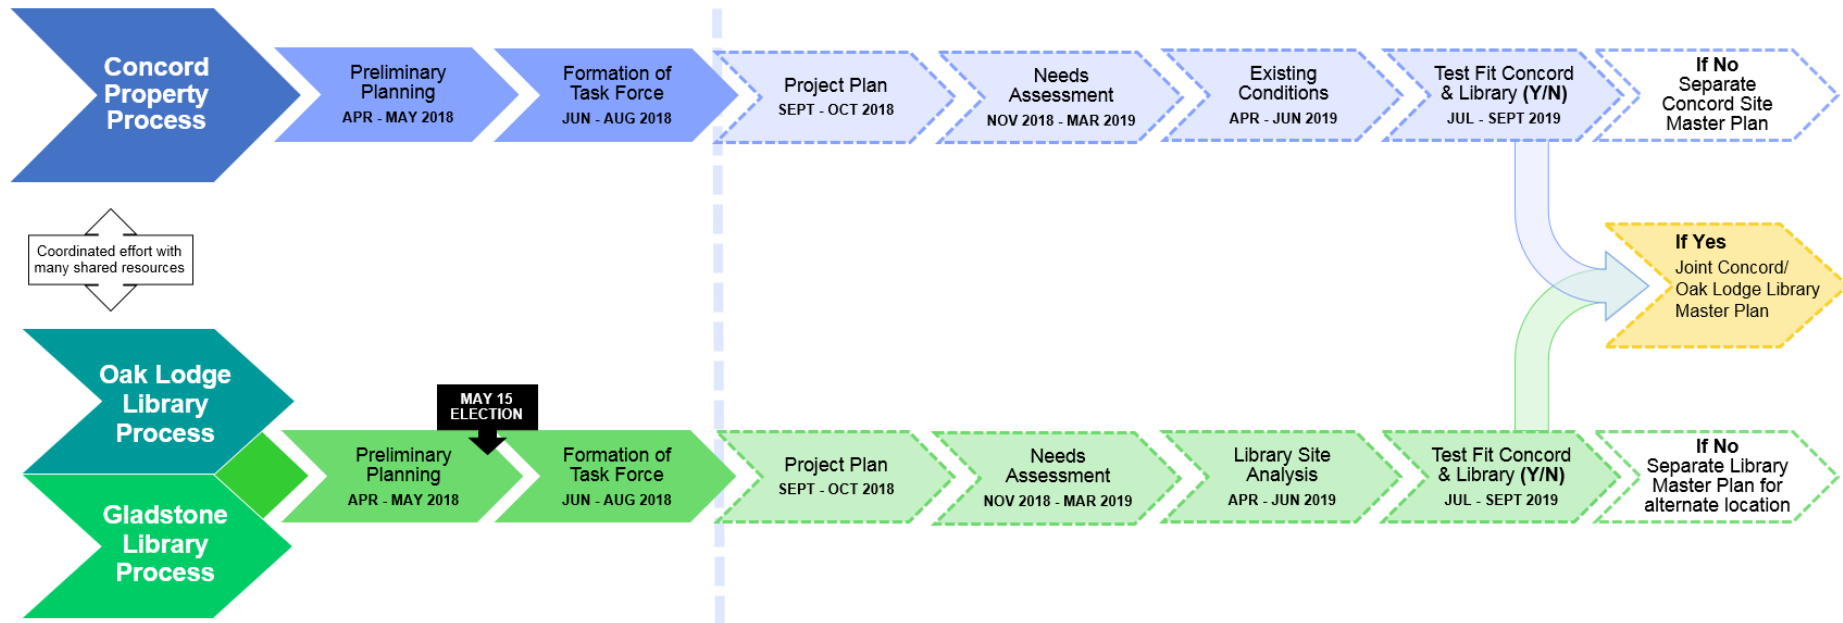 Concord
Property
Process
Preliminary
Planning
APR - MAY 2018
Formation of
Task Force
JUN - AUG 2018
Project Plan
SEPT - OCT 2018
Needs
Assessment
NOV 2018 - MAR 2019
Existing
Conditions
APR - JUN 2019
Test Fit Concord
& Library (Y/N)
JUL - SEPT 2019
If No
Separate
Concord Site
Master Plan
Coordinated effort with
many shared resources
If Yes
Joint Concord/
Oak Lodge Library
Master Plan
Oak Lodge
Library
Process
Gladstone
Library
Process
MAY 15
ELECTION
Preliminary
Planning
APR - MAY 2018
Formation of
Task Force
JUN - AUG 2018
Project Plan
SEPT - OCT 2018
Needs
Assessment
NOV 2018 - MAR 2019
Library Site
Analysis
APR - JUN 2019
Test Fit Concord
& Library (Y/N)
JUL - SEPT 2019
If No
Separate Library
Master Plan for
alternate location